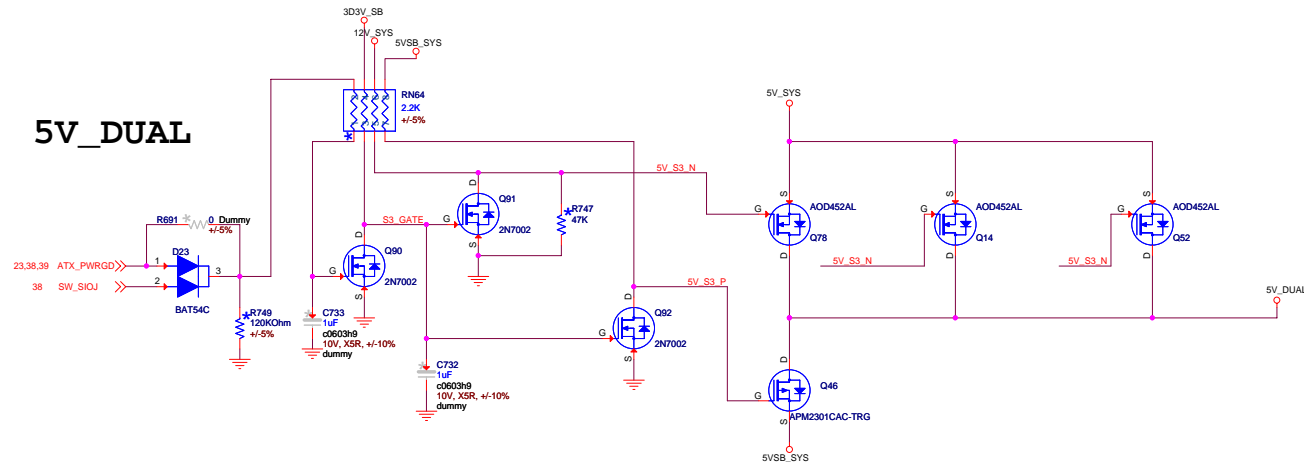 3D3V_SB
12V_SYS
5VSB_SYS
RN64
2.2K
+/-5%
5V_DUAL
5V_SYS
5V_S3_N
R691
0
Dummy
+/-5%
D23
23,38,39 ATX_PWRGD
1
3
38 SW_SIOJ
2
BAT54C
R749
120KOhm
+/-5%
S3_GATE
D
Q91
G
2N7002
S
R747
47K
D
Q90
G
2N7002
S
C733
1uF
c0603h9
10V, X5R, +/-10%
dummy
C732
1uF
c0603h9
10V, X5R, +/-10%
dummy
5V_S3_P
D
Q92
G
2N7002
S
S
AOD452AL
G
Q78
D
S
AOD452AL
G
Q14
D
5V_S3_N
S
AOD452AL
G
Q52
D
5V_S3_N
5V_DUAL
D
Q46
G
APM2301CAC-TRG
S
5VSB_SYS